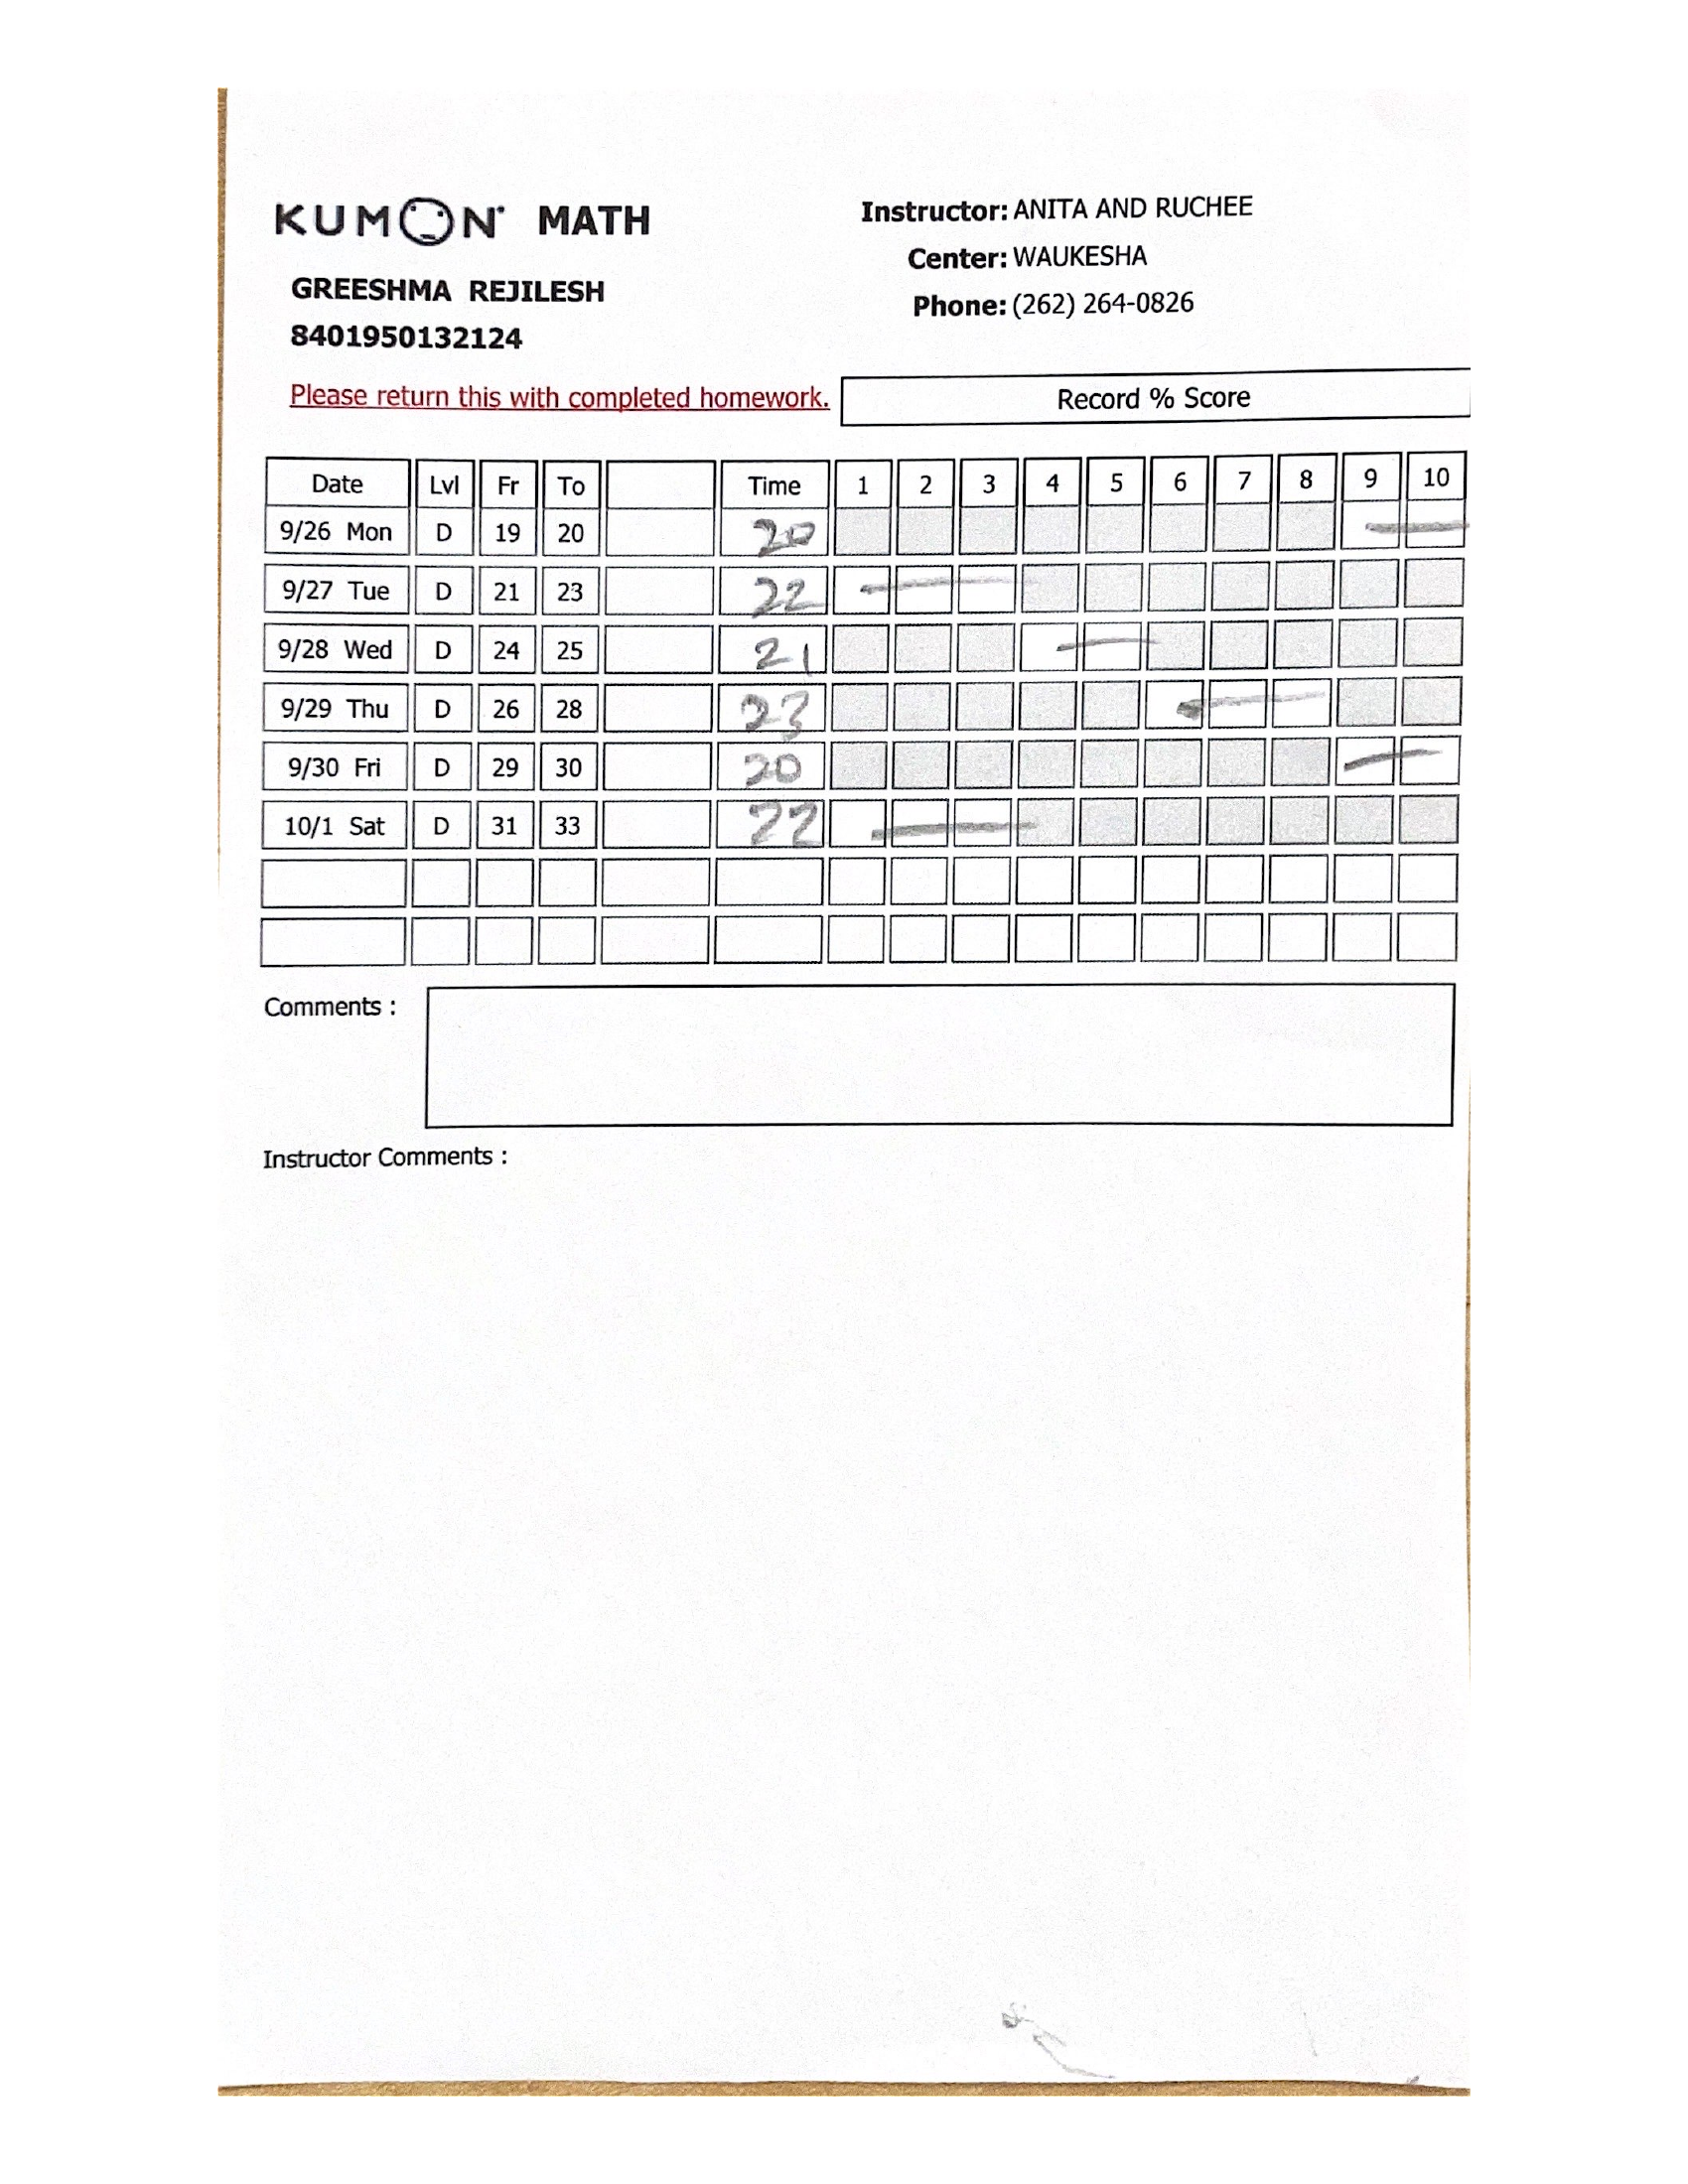 KUMON MATH
Instructor: ANITA AND RUCHEE
Center: WAUKESHA
Phone: (262) 264-0826
GREESHMA REJILESH
8401950132124
Please return this with completed homework.
Record % Score
Date Lvl Fr To Time 1 2 3 4 5 6 7 8 9 10
9/26 Mon D 19 20 20
9/27 Tue D 21 23 22
9/28 Wed D 24 25 21
9/29 Thu D 26 28 23
9/30 Fri D 29 30 20
10/1 Sat D 31 33 22
Comments :
Instructor Comments :